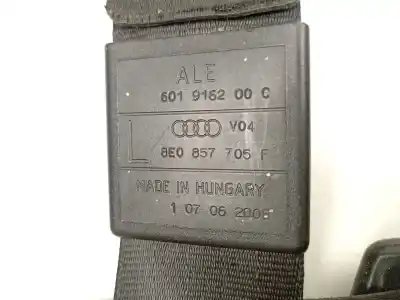 ALE
601 9162 00 C
V04
L 8E0 857 705 F
MADE IN HUNGARY
1 07 06 2006